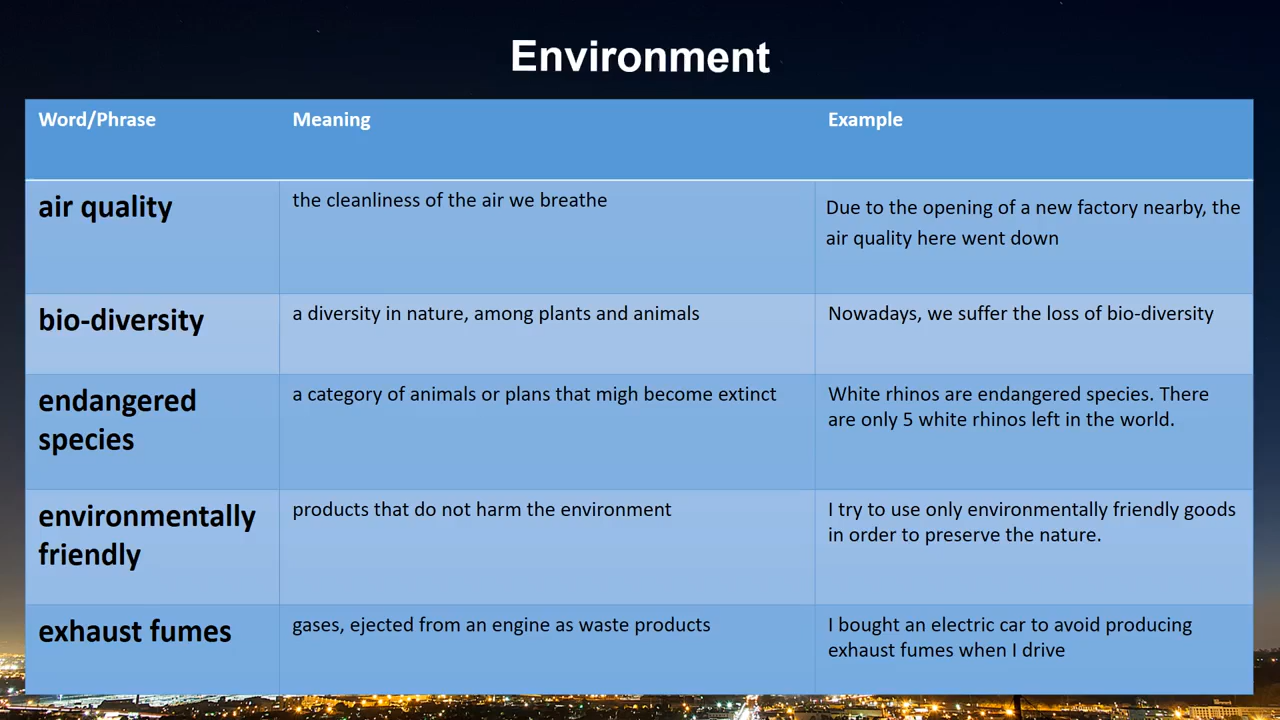 Environment
Word/Phrase
Meaning
Example
air quality
the cleanliness of the air we breathe
Due to the opening of a new factory nearby, the
air quality here went down
bio-diversity
a diversity in nature, among plants and animals
Nowadays, we suffer the loss of bio-diversity
endangered
species
a category of animals or plans that migh become extinct
White rhinos are endangered species. There
are only 5 white rhinos left in the world.
environmentally
friendly
products that do not harm the environment
I try to use only environmentally friendly goods
in order to preserve the nature.
exhaust fumes
gases, ejected from an engine as waste products
I bought an electric car to avoid producing
exhaust fumes when I drive